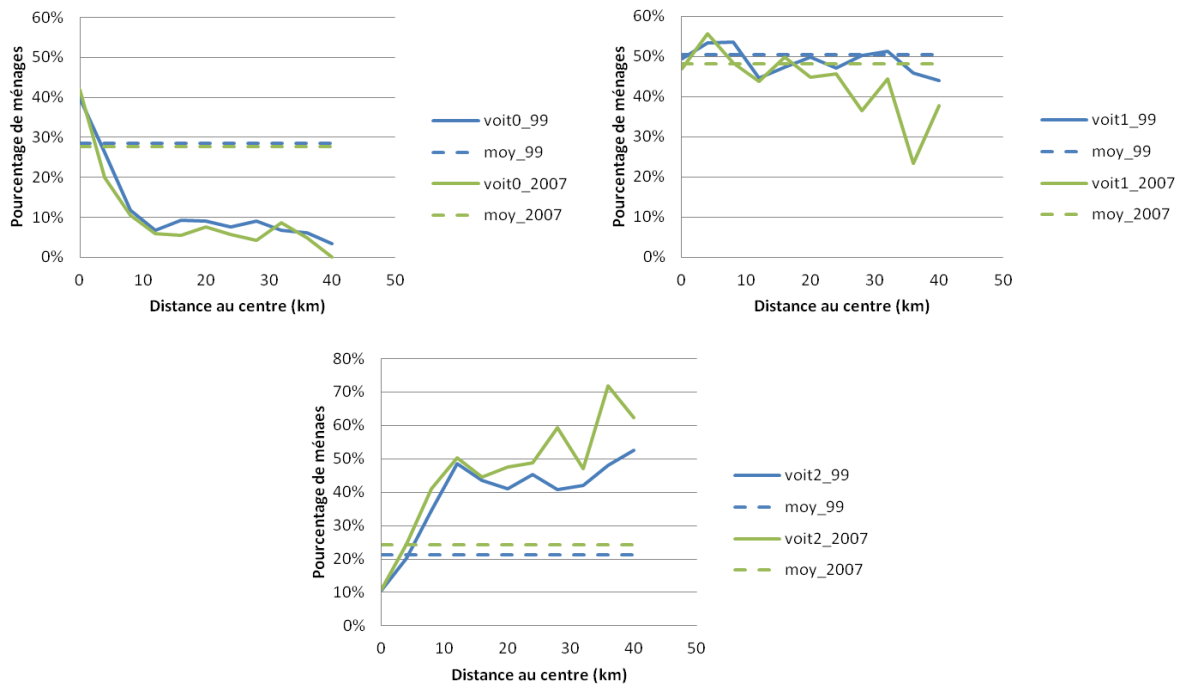 60%
50%
40%
30%
20%
10%
0%
Pourcentage de ménages
0 10 20 30 40 50
Distance au centre (km)
voit0_99
moy_99
voit0_2007
moy_2007
60%
50%
40%
30%
20%
10%
0%
Pourcentage de ménages
0 10 20 30 40 50
Distance au centre (km)
voit1_99
moy_99
voit1_2007
moy_2007
80%
70%
60%
50%
40%
30%
20%
10%
0%
Pourcentage de ménaes
0 10 20 30 40 50
Distance au centre (km)
voit2_99
moy_99
voit2_2007
moy_2007